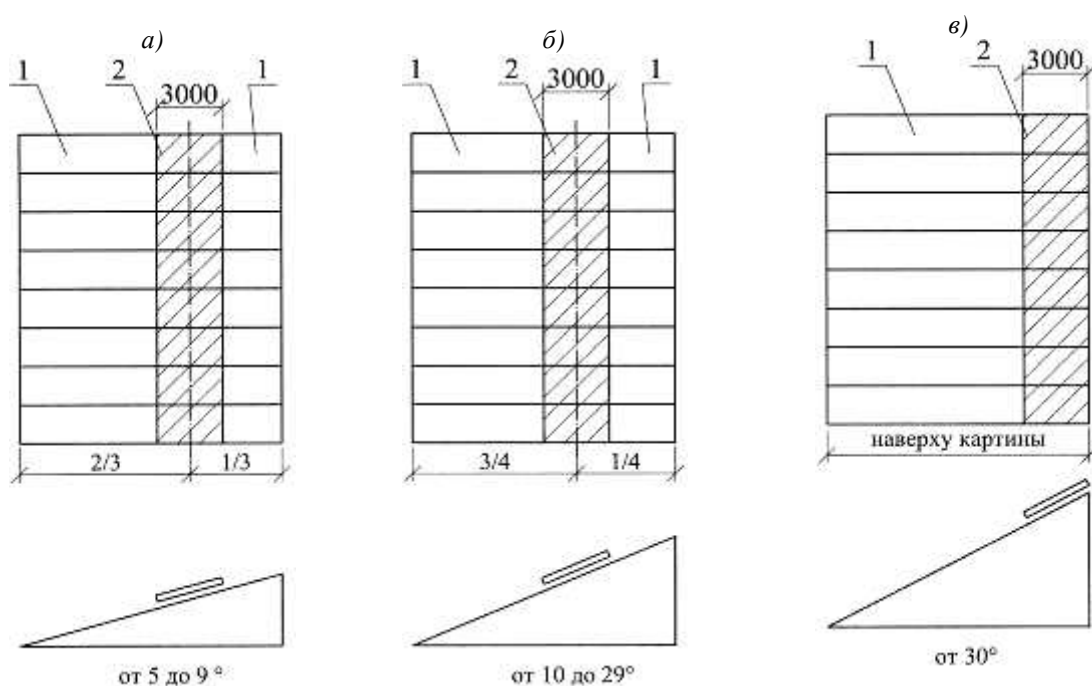 а)
1
2
3000
1
2/3
1/3
от 5 до 9 °
б)
1
2
3000
1
3/4
1/4
от 10 до 29°
в)
1
2
3000
наверху картины
от 30°